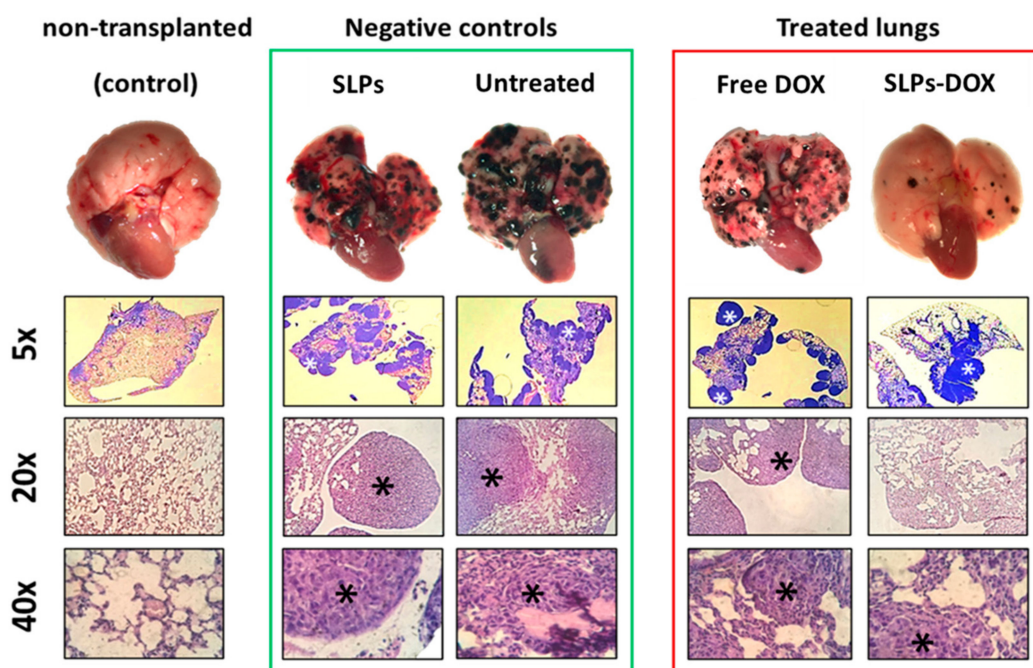 non-transplanted
(control)
Negative controls
SLPs
Untreated
Treated lungs
Free DOX
SLPs-DOX
5x
*
*
*
*
*
20x
*
*
*
40x
*
*
*
*